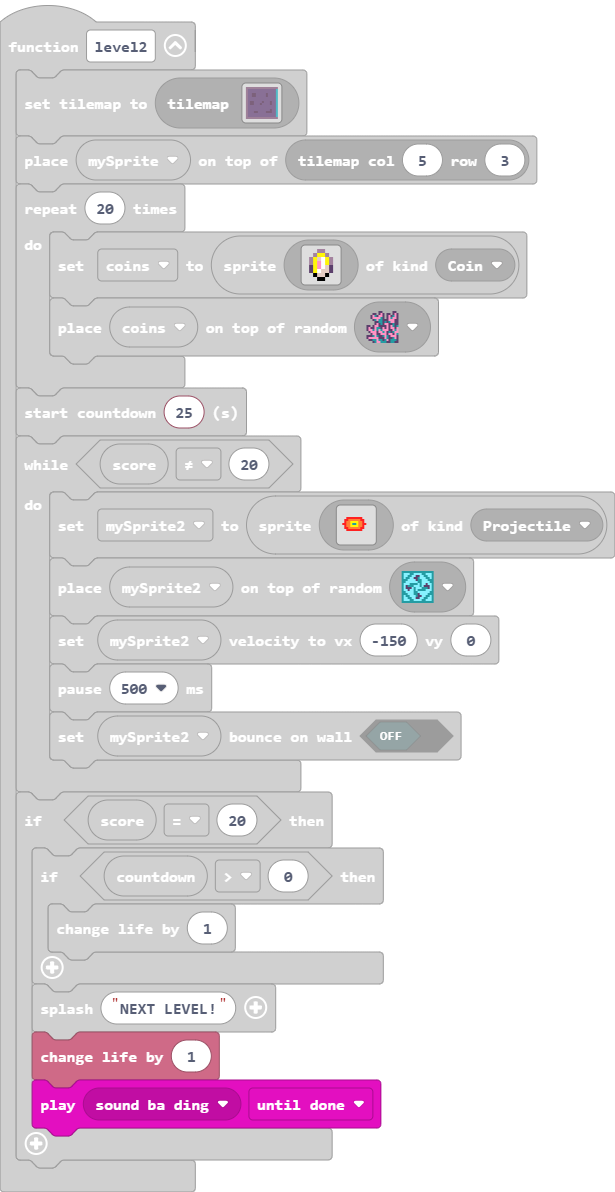 function level2
set tilemap to tilemap
place mySprite on top of tilemap col 5 row 3
repeat 20 times
do
set coins to sprite of kind Coin
place coins on top of random
start countdown 25 (s)
while score ≠ 20
do
set mySprite2 to sprite of kind Projectile
place mySprite2 on top of random
set mySprite2 velocity to vx -150 vy 0
pause 500 ms
set mySprite2 bounce on wall OFF
if score = 20 then
if countdown > 0 then
change life by 1
splash "NEXT LEVEL!"
change life by 1
play sound ba ding until done